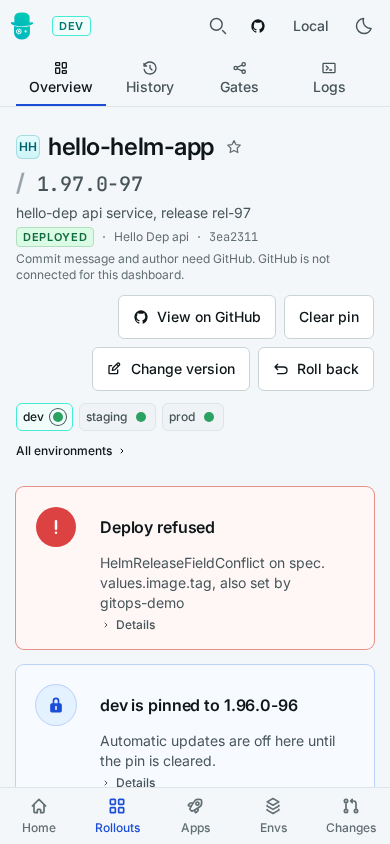 DEV
Local
Overview
History
Gates
Logs
HH hello-helm-app
/ 1.97.0-97
hello-dep api service, release rel-97
DEPLOYED · Hello Dep api · 3ea2311
Commit message and author need GitHub. GitHub is not
connected for this dashboard.
View on GitHub
Clear pin
Change version
Roll back
dev
staging
prod
All environments
Deploy refused
HelmReleaseFieldConflict on spec.
values.image.tag, also set by
gitops-demo
Details
dev is pinned to 1.96.0-96
Automatic updates are off here until
the pin is cleared.
Details
Home
Rollouts
Apps
Envs
Changes